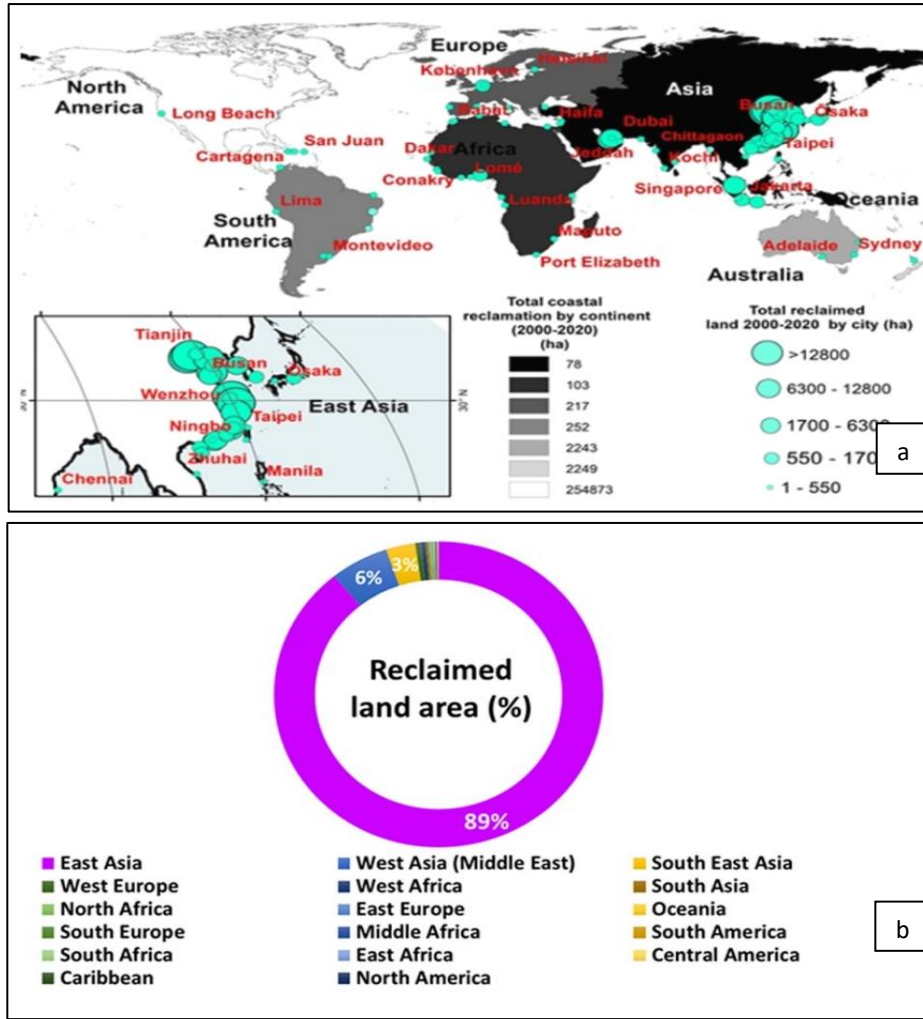 Europe
Helsinki
København
North
America
Asia
Long Beach
Babai
Haifa
Dubai
Busan
Ōsaka
San Juan
Chittagaon
Cartagena
Dakar
Africa
Jeddah
Kochi
Taipei
Conakry
Lomé
Singapore
Jakarta
Oceania
Lima
Luanda
South
America
Maputo
Montevideo
Adelaide
Sydney
Port Elizabeth
Australia
Total coastal
reclamation by continent
(2000-2020)
(ha)
78
103
217
252
2243
2249
254873
Total reclaimed
land 2000-2020 by city (ha)
>12800
6300 - 12800
1700 - 6300
550 - 170
1 - 550
a
Tianjin
Busan
Ōsaka
Wenzhou
30°N
East Asia
Taipei
Ningbo
Zhuhai
Chennai
Manila
Reclaimed
land area (%)
6%
3%
89%
East Asia
West Asia (Middle East)
South East Asia
West Europe
West Africa
South Asia
North Africa
East Europe
Oceania
South Europe
Middle Africa
South America
South Africa
East Africa
Central America
Caribbean
North America
b